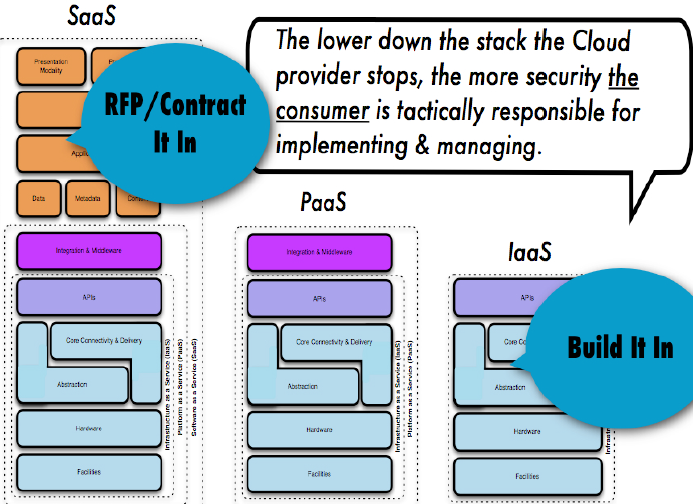 SaaS
The lower down the stack the Cloud
provider stops, the more security the
consumer is tactically responsible for
implementing & managing.
Presentation
Modality
RFP/Contract
It In
Data
Metadata
PaaS
IaaS
Integration & Middleware
APIs
Core Connectivity & Delivery
Abstraction
Hardware
Facilities
Infrastructure as a Service (IaaS)
Platform as a Service (PaaS)
Software as a Service (SaaS)
Integration & Middleware
APIs
Core Connectivity & Delivery
Abstraction
Hardware
Facilities
Infrastructure as a Service (IaaS)
Platform as a Service (PaaS)
APIs
Build It In
Abstraction
Hardware
Facilities